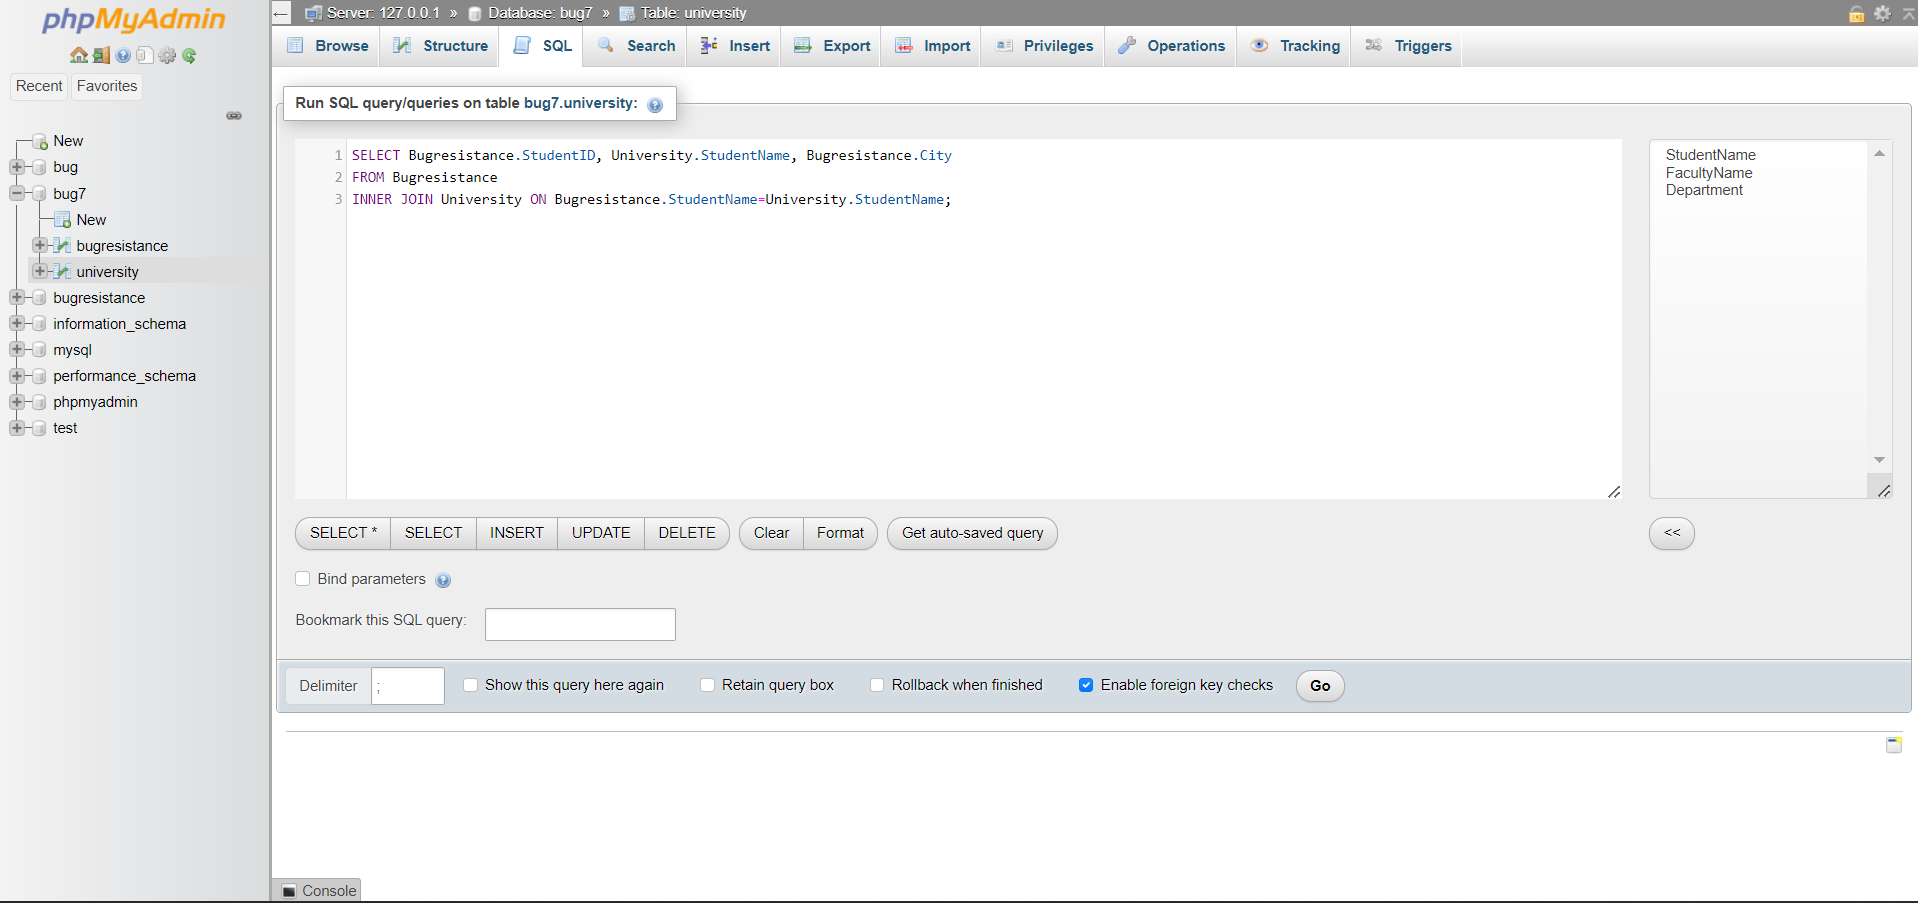 phpMyAdmin
Recent Favorites
New
bug
bug7
New
bugresistance
university
bugresistance
information_schema
mysql
performance_schema
phpmyadmin
test
Server: 127.0.0.1 » Database: bug7 » Table: university
Browse Structure SQL Search Insert Export Import Privileges Operations Tracking Triggers
Run SQL query/queries on table bug7.university:
1 SELECT Bugresistance.StudentID, University.StudentName, Bugresistance.City
2 FROM Bugresistance
3 INNER JOIN University ON Bugresistance.StudentName=University.StudentName;
StudentName
FacultyName
Department
SELECT * SELECT INSERT UPDATE DELETE Clear Format Get auto-saved query <<
Bind parameters
Bookmark this SQL query:
Delimiter ; Show this query here again Retain query box Rollback when finished Enable foreign key checks Go
Console